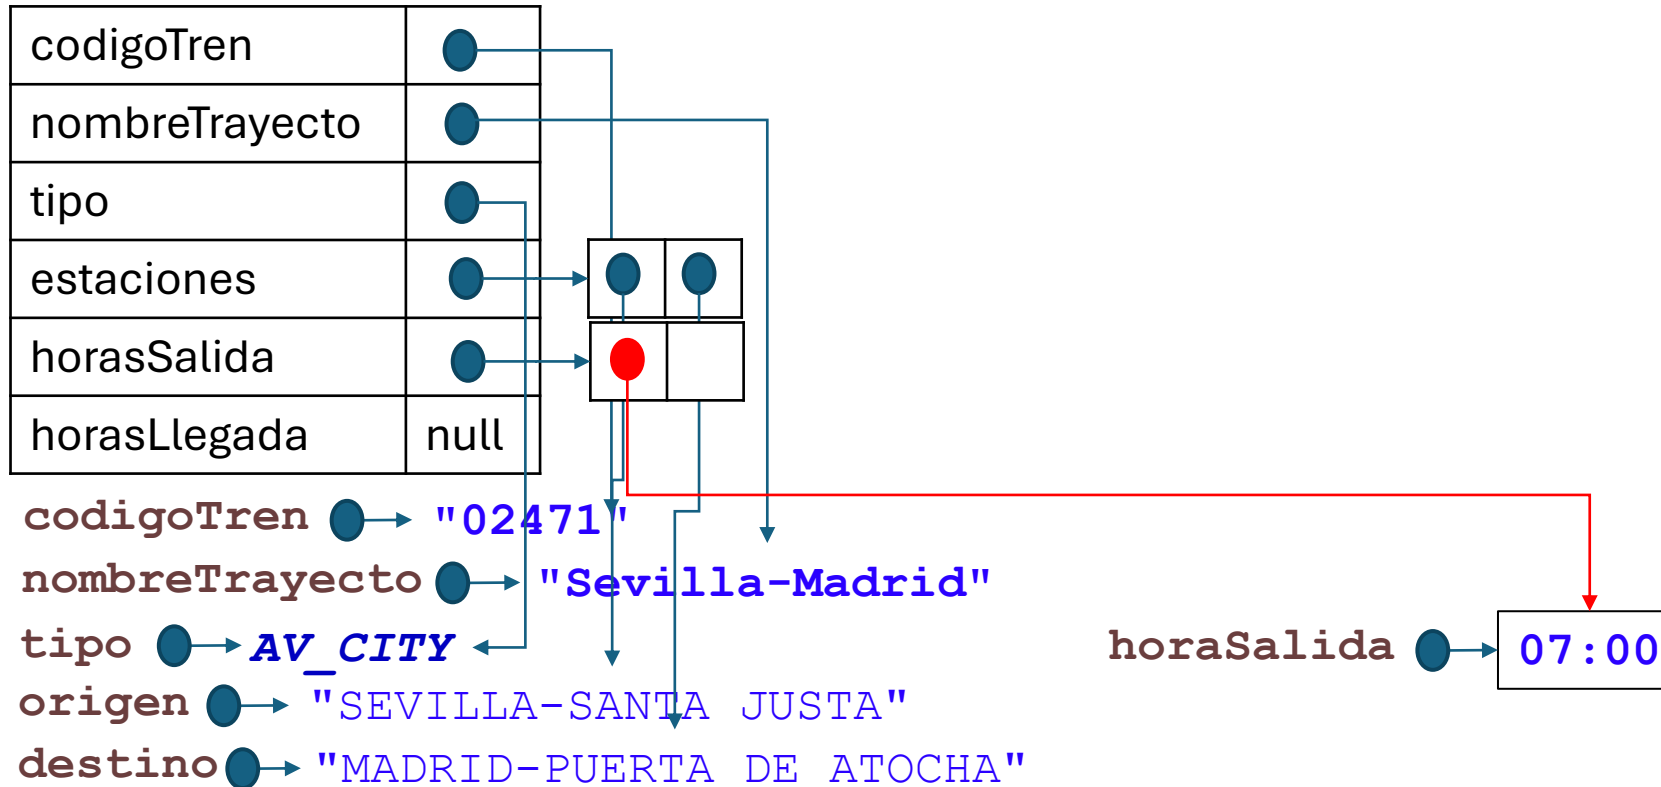 codigoTren
nombreTrayecto
tipo
estaciones
horasSalida
horasLlegada null
codigoTren "02471"
nombreTrayecto "Sevilla-Madrid"
tipo AV_CITY
horaSalida 07:00
origen "SEVILLA-SANTA JUSTA"
destino "MADRID-PUERTA DE ATOCHA"